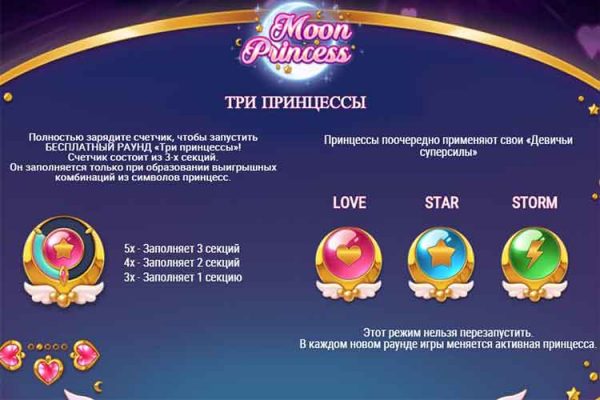 Moon
Princess
ТРИ ПРИНЦЕССЫ
Полностью зарядите счетчик, чтобы запустить
БЕСПЛАТНЫЙ РАУНД «Три принцессы»!
Счетчик состоит из 3-х секций.
Он заполняется только при образовании выигрышных
комбинаций из символов принцесс.
5x - Заполняет 3 секций
4x - Заполняет 2 секций
3x - Заполняет 1 секцию
Принцессы поочередно применяют свои «Девичьи
суперсилы»
LOVE STAR STORM
Этот режим нельзя перезапустить.
В каждом новом раунде игры меняется активная принцесса.